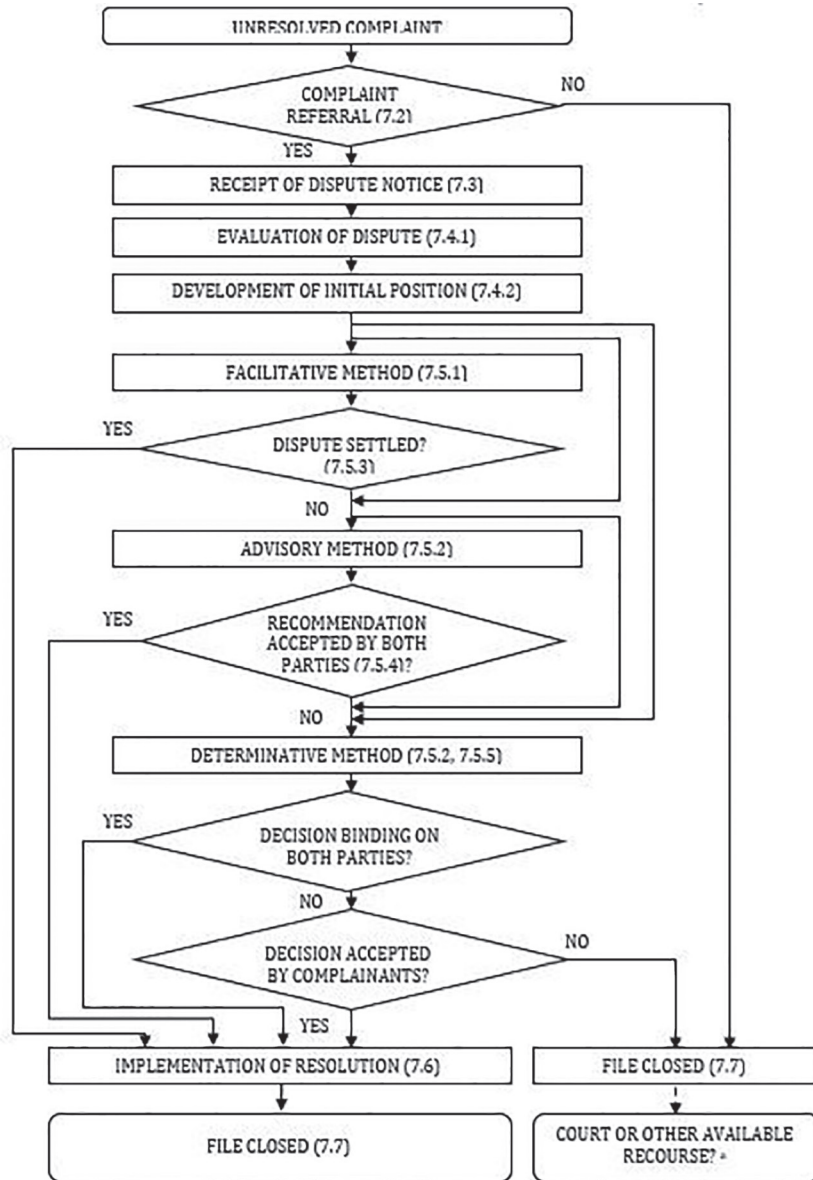 UNRESOLVED COMPLAINT
COMPLAINT
REFERRAL (7.2)
NO
YES
RECEIPT OF DISPUTE NOTICE (7.3)
EVALUATION OF DISPUTE (7.4.1)
DEVELOPMENT OF INITIAL POSITION (7.4.2)
FACILITATIVE METHOD (7.5.1)
YES
DISPUTE SETTLED?
(7.5.3)
NO
ADVISORY METHOD (7.5.2)
YES
RECOMMENDATION
ACCEPTED BY BOTH
PARTIES (7.5.4)?
NO
DETERMINATIVE METHOD (7.5.2, 7.5.5)
YES
DECISION BINDING ON
BOTH PARTIES?
NO
DECISION ACCEPTED
BY COMPLAINANTS?
NO
YES
IMPLEMENTATION OF RESOLUTION (7.6)
FILE CLOSED (7.7)
FILE CLOSED (7.7)
COURT OR OTHER AVAILABLE
RECOURSE? a